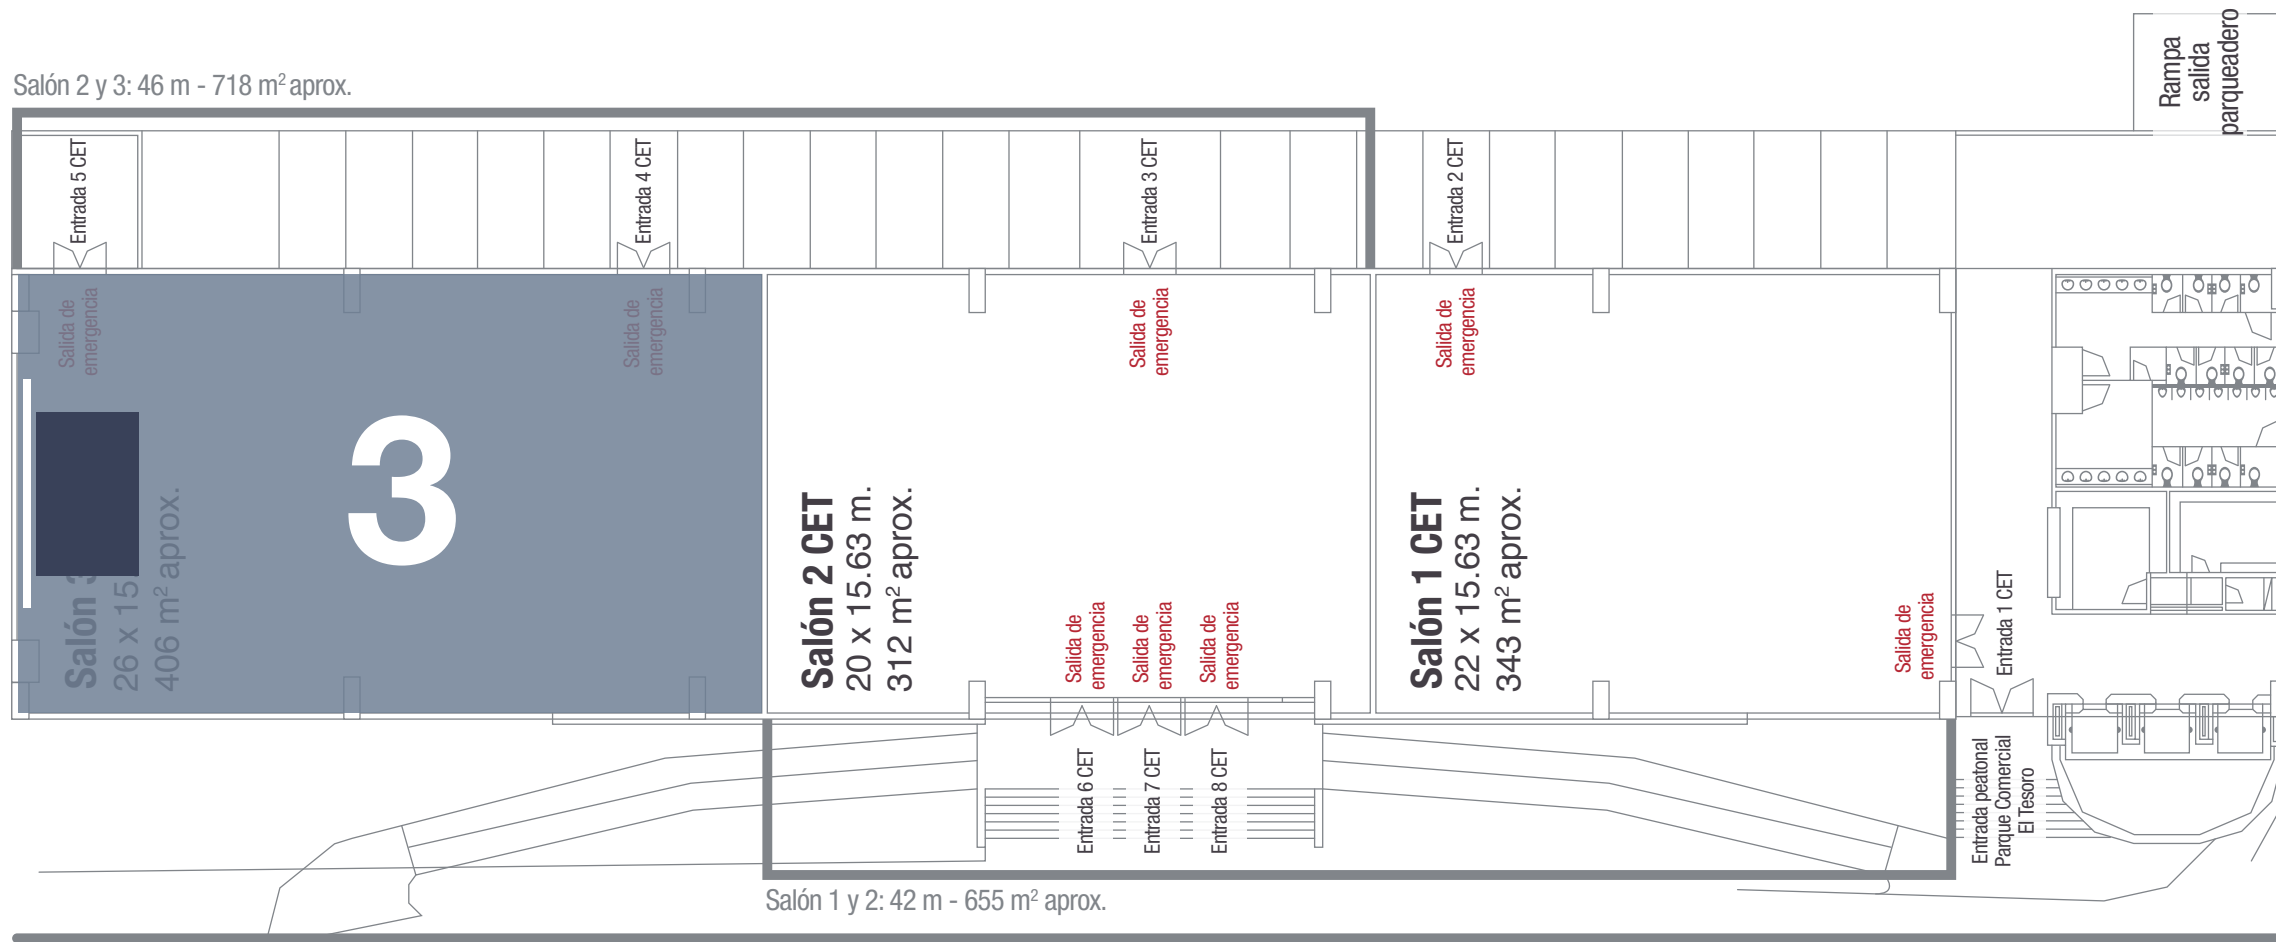 Salón 2 y 3: 46 m - 718 m² aprox.
Rampa
salida
parqueadero
Entrada 5 CET
Entrada 4 CET
Entrada 3 CET
Entrada 2 CET
Salida de
emergencia
Salida de
emergencia
Salida de
emergencia
Salida de
emergencia
3
Salón 3
26 x 15
406 m² aprox.
Salón 2 CET
20 x 15.63 m.
312 m² aprox.
Salón 1 CET
22 x 15.63 m.
343 m² aprox.
Salida de
emergencia
Salida de
emergencia
Salida de
emergencia
Salida de
emergencia
Entrada 1 CET
Entrada 6 CET
Entrada 7 CET
Entrada 8 CET
Entrada peatonal
Parque Comercial
El Tesoro
Salón 1 y 2: 42 m - 655 m² aprox.